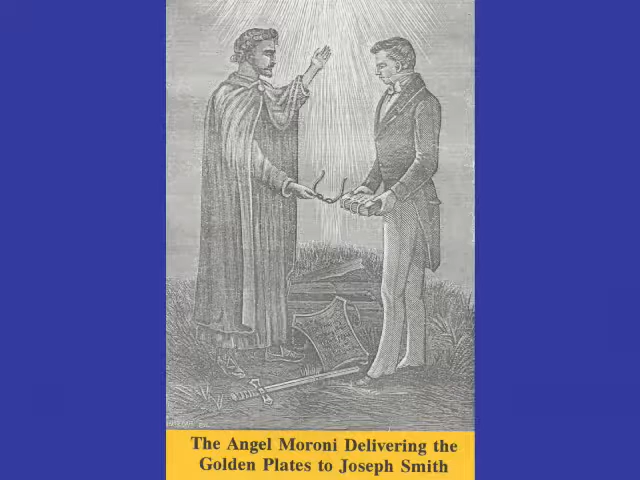 The Angel Moroni Delivering the
Golden Plates to Joseph Smith